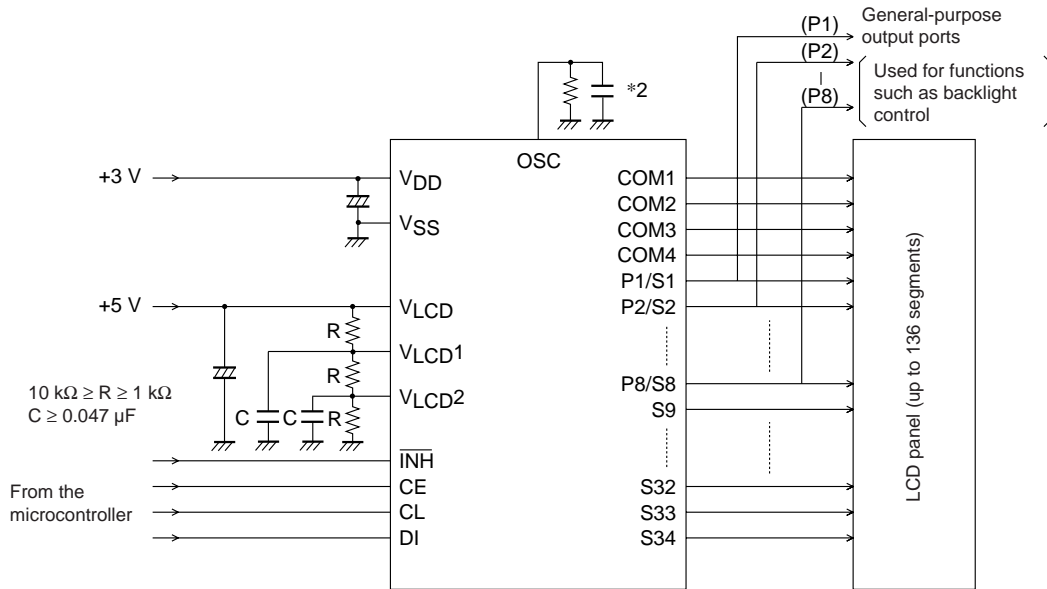 (P1)
General-purpose
output ports
(P2)
(P8)
Used for functions
such as backlight
control
*2
OSC
+3 V
VDD
VSS
+5 V
VLCD
R
VLCD1
R
VLCD2
C
C
R
10 kΩ ≥ R ≥ 1 kΩ
C ≥ 0.047 µF
INH
From the
microcontroller
CE
CL
DI
COM1
COM2
COM3
COM4
P1/S1
P2/S2
P8/S8
S9
S32
S33
S34
LCD panel (up to 136 segments)